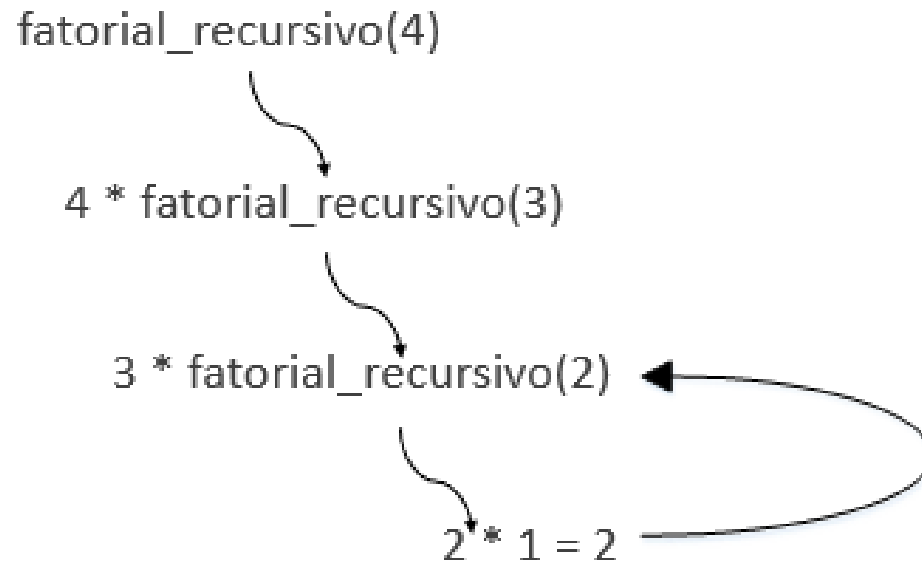 fatorial_recursivo(4)
4 * fatorial_recursivo(3)
3 * fatorial_recursivo(2)
2 * 1 = 2